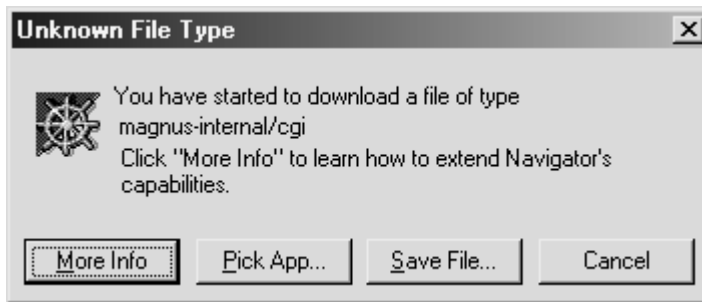 Unknown File Type
You have started to download a file of type
magnus-internal/cgi
Click "More Info" to learn how to extend Navigator's
capabilities.
More Info
Pick App...
Save File...
Cancel